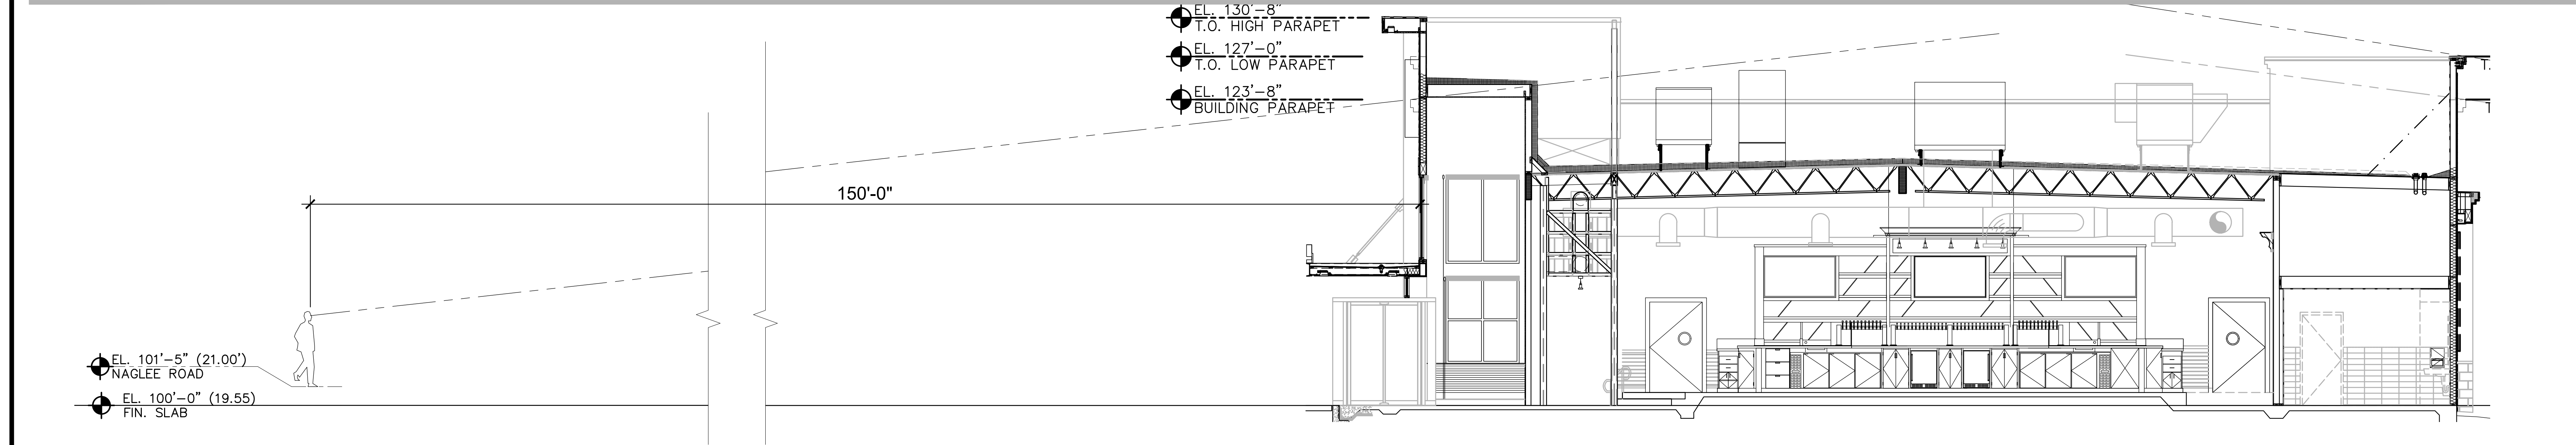 EL. 130'-8"
T.O. HIGH PARAPET
EL. 127'-0"
T.O. LOW PARAPET
EL. 123'-8"
BUILDING PARAPET
150'-0"
EL. 101'-5" (21.00')
NAGLEE ROAD
EL. 100'-0" (19.55)
FIN. SLAB